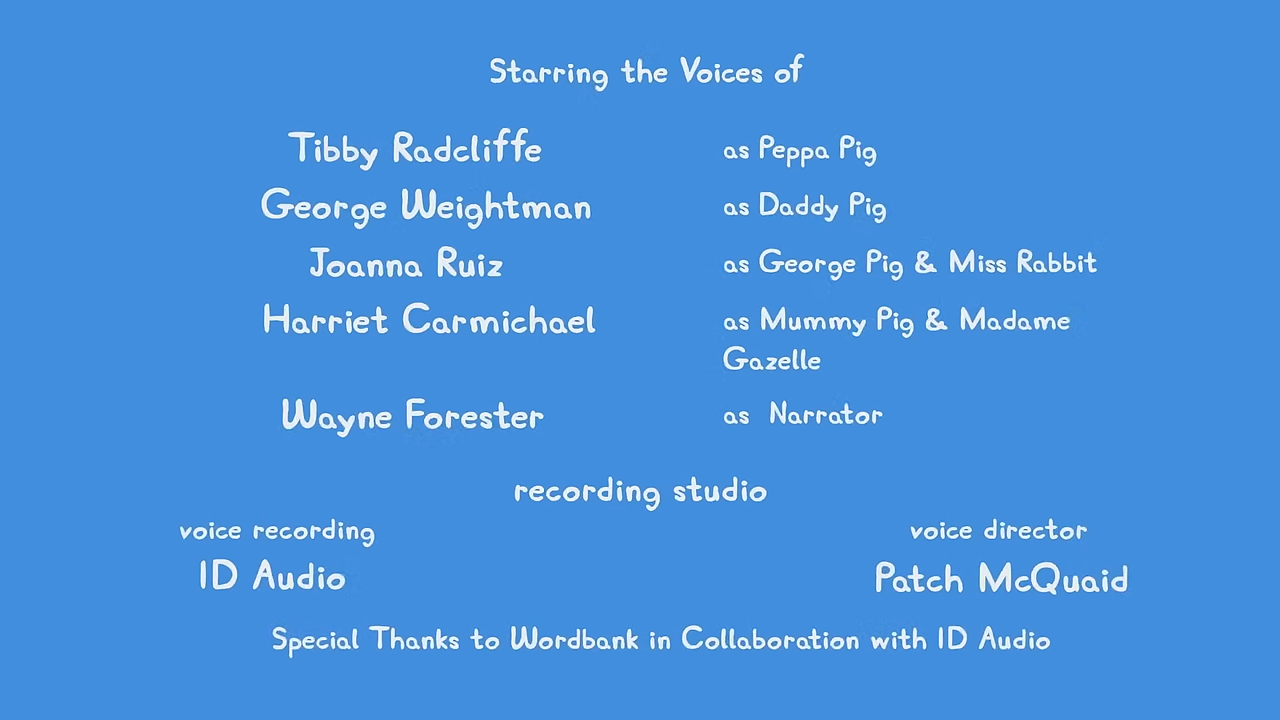 Starring the Voices of
Tibby Radcliffe as Peppa Pig
George Weightman as Daddy Pig
Joanna Ruiz as George Pig & Miss Rabbit
Harriet Carmichael as Mummy Pig & Madame
Gazelle
Wayne Forester as Narrator
recording studio
voice recording voice director
ID Audio Patch McQuaid
Special Thanks to Wordbank in Collaboration with ID Audio